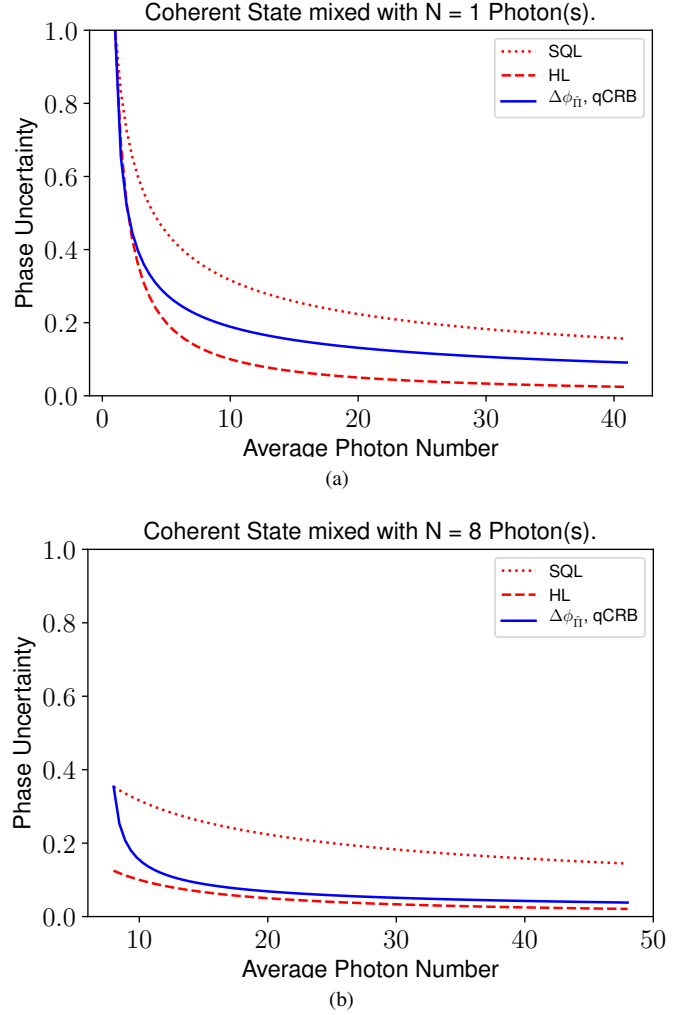 Coherent State mixed with N = 1 Photon(s).
1.0
0.8
0.6
0.4
0.2
0.0
Phase Uncertainty
SQL
HL
Δϕ_Π̂, qCRB
0 10 20 30 40
Average Photon Number
(a)
Coherent State mixed with N = 8 Photon(s).
1.0
0.8
0.6
0.4
0.2
0.0
Phase Uncertainty
SQL
HL
Δϕ_Π̂, qCRB
10 20 30 40 50
Average Photon Number
(b)